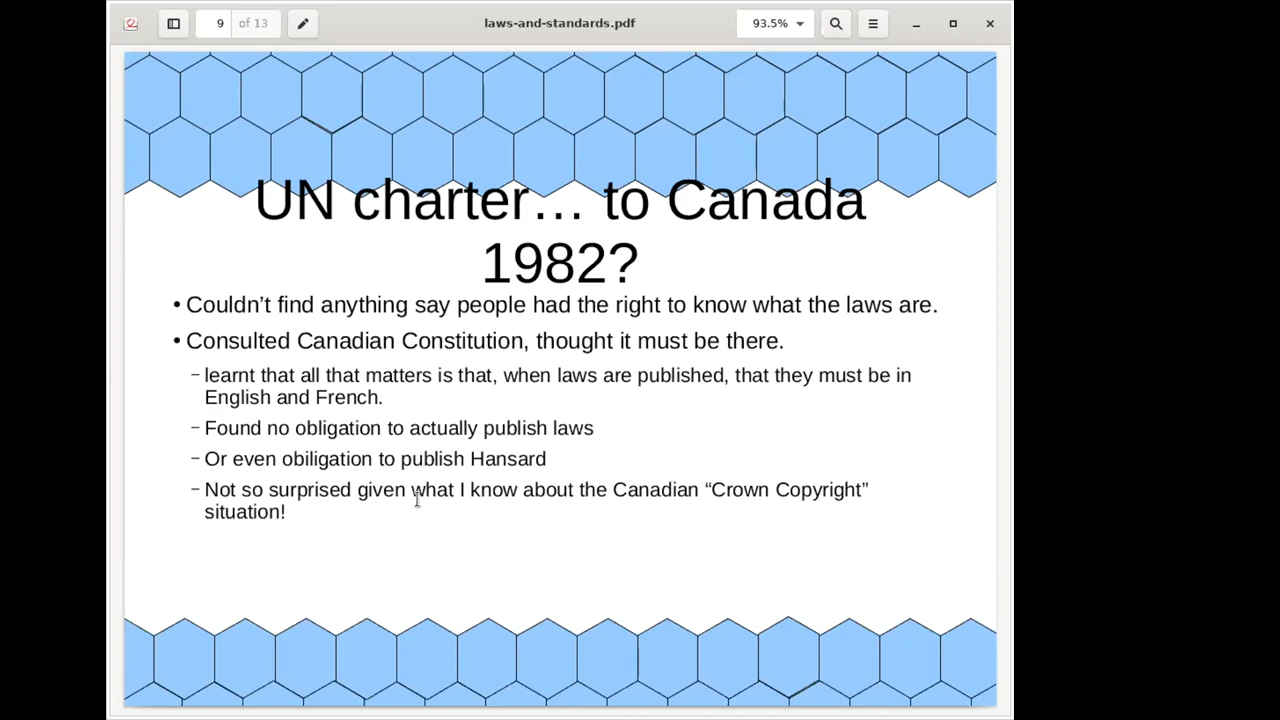 9 of 13
laws-and-standards.pdf
93.5%
UN charter… to Canada
1982?
• Couldn’t find anything say people had the right to know what the laws are.
• Consulted Canadian Constitution, thought it must be there.
– learnt that all that matters is that, when laws are published, that they must be in
English and French.
– Found no obligation to actually publish laws
– Or even obiligation to publish Hansard
– Not so surprised given what I know about the Canadian “Crown Copyright”
situation!